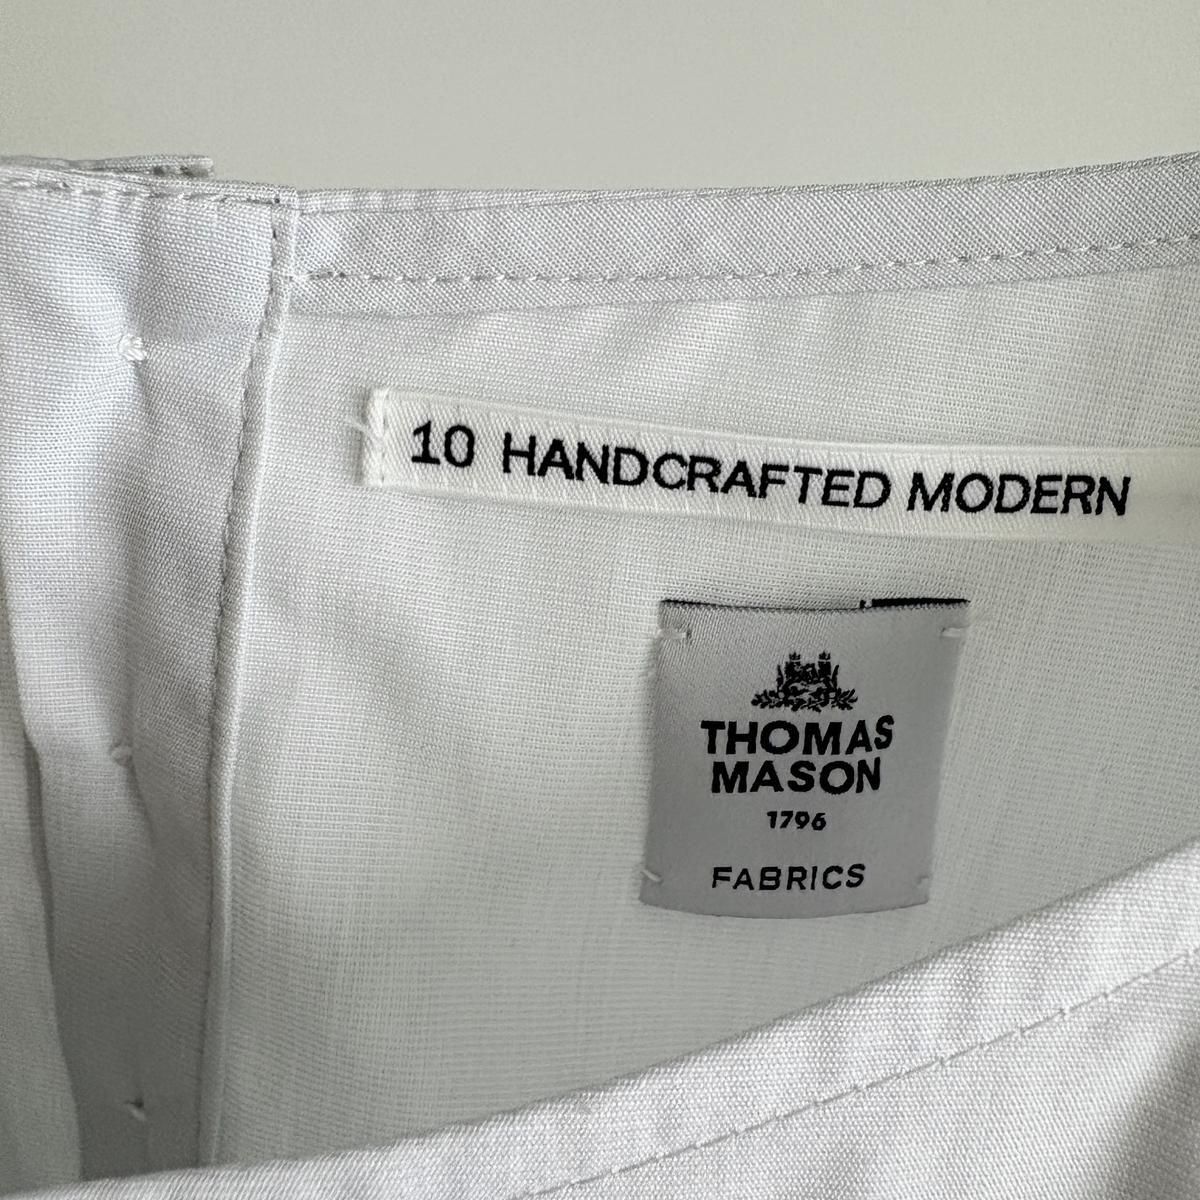 10 HANDCRAFTED MODERN
THOMAS
MASON
1796
FABRICS